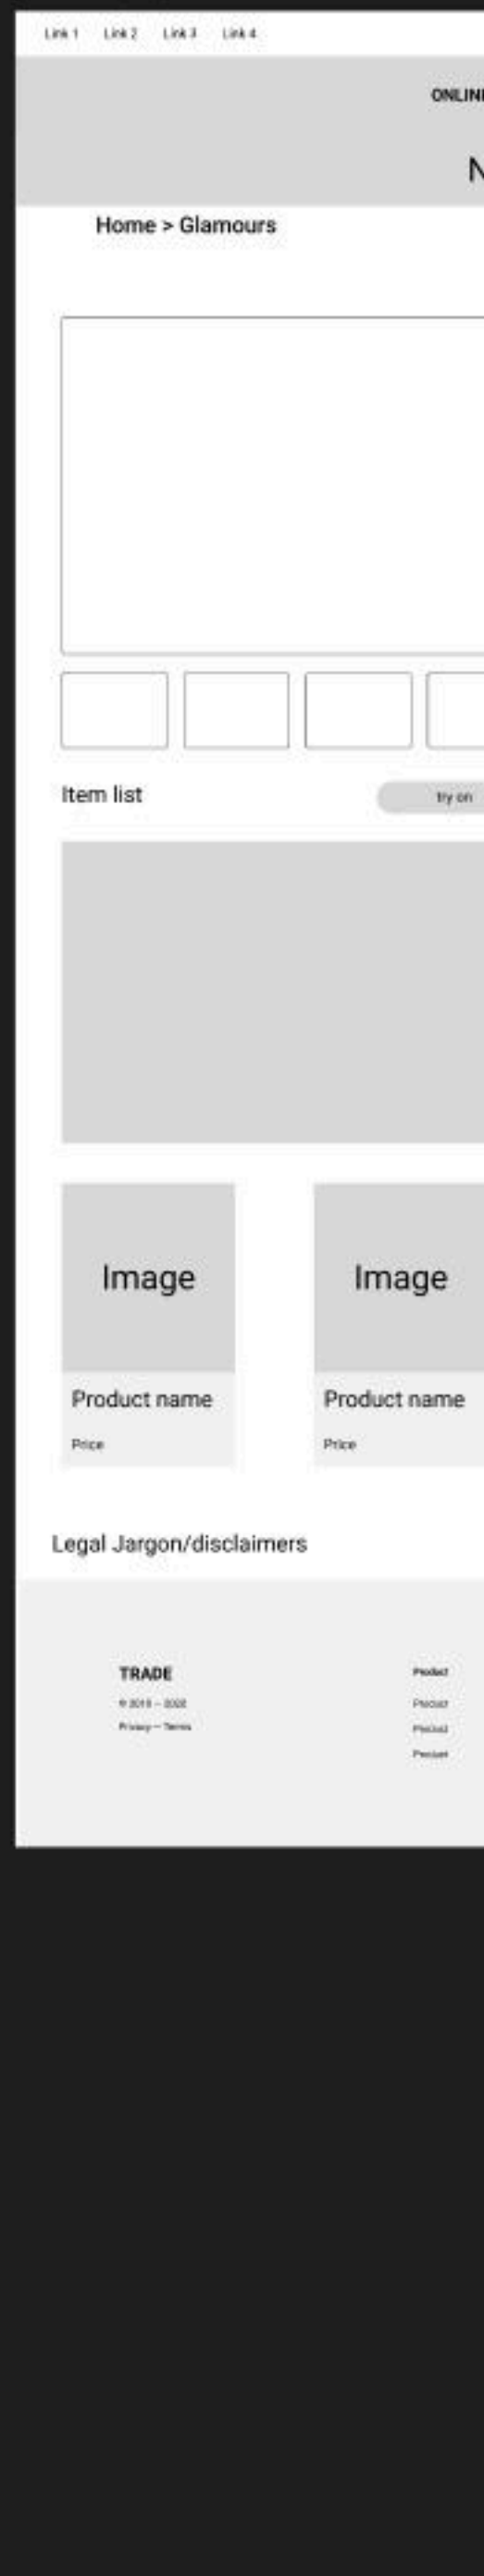 Link 1 Link 2 Link 3 Link 4
ONLIN
N
Home > Glamours
Item list
try on
Image Image
Product name Product name
Price Price
Legal Jargon/disclaimers
TRADE Product
Product
Privacy — Terms Product
Product